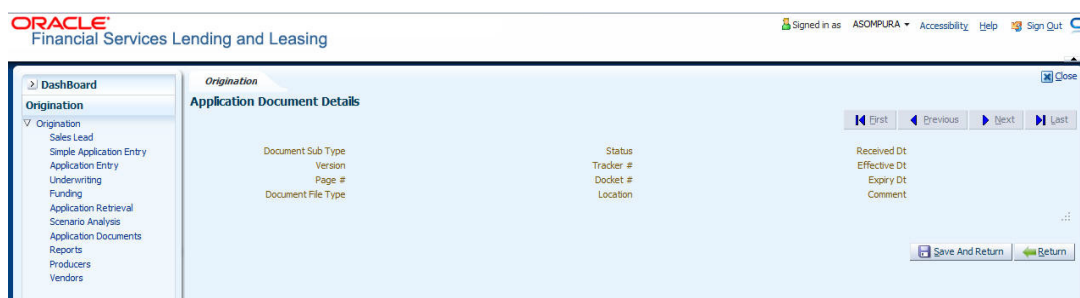 ORACLE
Financial Services Lending and Leasing
Signed in as ASOMPURA Accessibility Help Sign Out
DashBoard
Origination
Origination
Sales Lead
Simple Application Entry
Application Entry
Underwriting
Funding
Application Retrieval
Scenario Analysis
Application Documents
Reports
Producers
Vendors
Origination
Close
Application Document Details
First Previous Next Last
Document Sub Type Status Received Dt
Version Tracker # Effective Dt
Page # Docket # Expiry Dt
Document File Type Location Comment
Save And Return Return